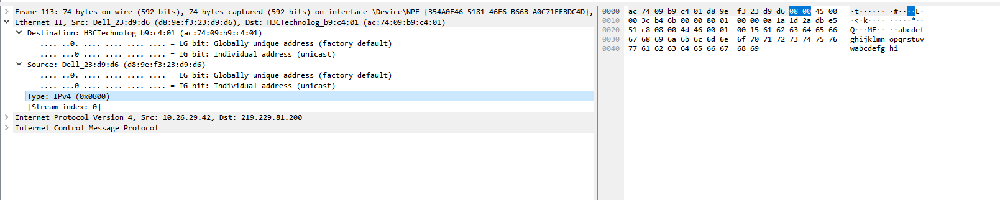 Frame 113: 74 bytes on wire (592 bits), 74 bytes captured (592 bits) on interface \Device\NPF_{354A0F46-5181-46E6-B66B-A0C71EEBDC4D},
Ethernet II, Src: Dell_23:d9:d6 (d8:9e:f3:23:d9:d6), Dst: H3CTechnolog_b9:c4:01 (ac:74:09:b9:c4:01)
Destination: H3CTechnolog_b9:c4:01 (ac:74:09:b9:c4:01)
.... ..0. .... .... .... .... = LG bit: Globally unique address (factory default)
.... ...0 .... .... .... .... = IG bit: Individual address (unicast)
Source: Dell_23:d9:d6 (d8:9e:f3:23:d9:d6)
.... ..0. .... .... .... .... = LG bit: Globally unique address (factory default)
.... ...0 .... .... .... .... = IG bit: Individual address (unicast)
Type: IPv4 (0x0800)
[Stream index: 0]
Internet Protocol Version 4, Src: 10.26.29.42, Dst: 219.229.81.200
Internet Control Message Protocol
0000 ac 74 09 b9 c4 01 d8 9e f3 23 d9 d6 08 00 45 00 ·t······ ·#····E·
0010 00 3c b4 6b 00 00 80 01 00 00 0a 1a 1d 2a db e5 ·<·k···· ·····*··
0020 51 c8 08 00 4d 46 00 01 00 15 61 62 63 64 65 66 Q···MF·· ··abcdef
0030 67 68 69 6a 6b 6c 6d 6e 6f 70 71 72 73 74 75 76 ghijklmn opqrstuv
0040 77 61 62 63 64 65 66 67 68 69 wabcdefg hi